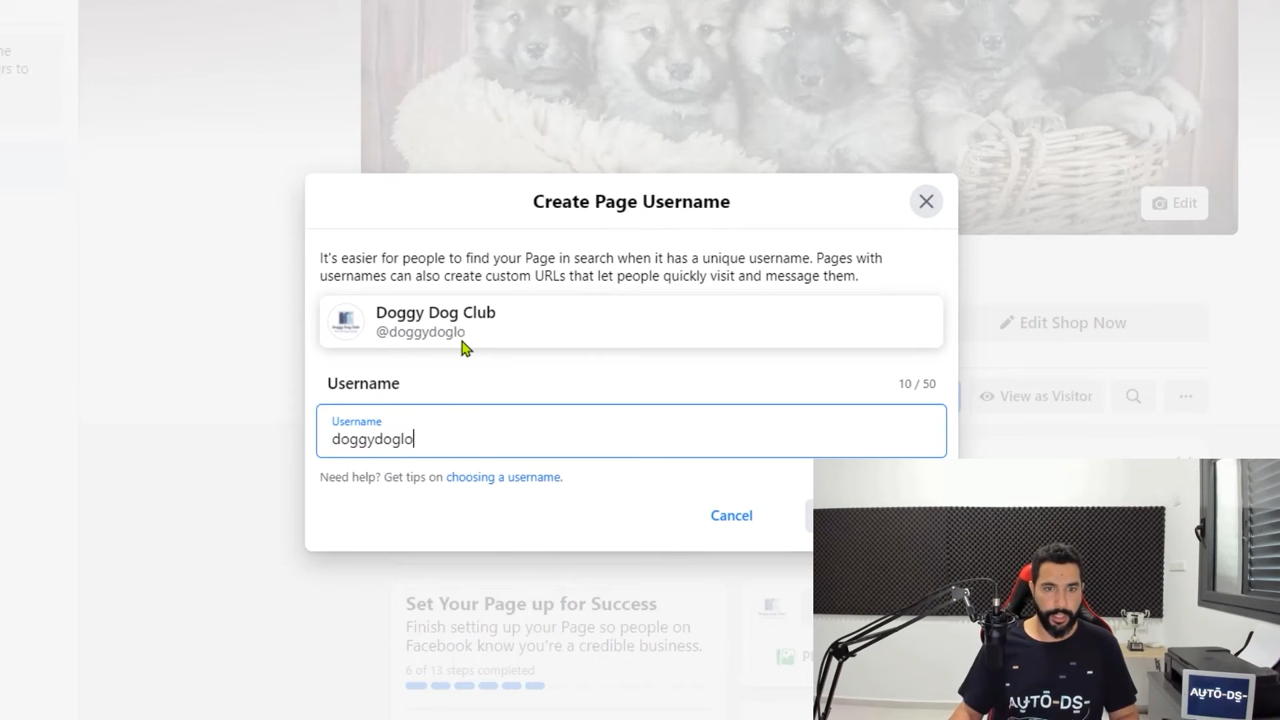 ne
rs to
Edit
Create Page Username
It's easier for people to find your Page in search when it has a unique username. Pages with
usernames can also create custom URLs that let people quickly visit and message them.
Doggy Dog Club
@doggydoglo
Edit Shop Now
Username
10 / 50
View as Visitor
Username
doggydoglo
Need help? Get tips on choosing a username.
Cancel
Set Your Page up for Success
Finish setting up your Page so people on
Facebook know you're a credible business.
6 of 13 steps completed
AUTO-DS-
AUTO-DS-